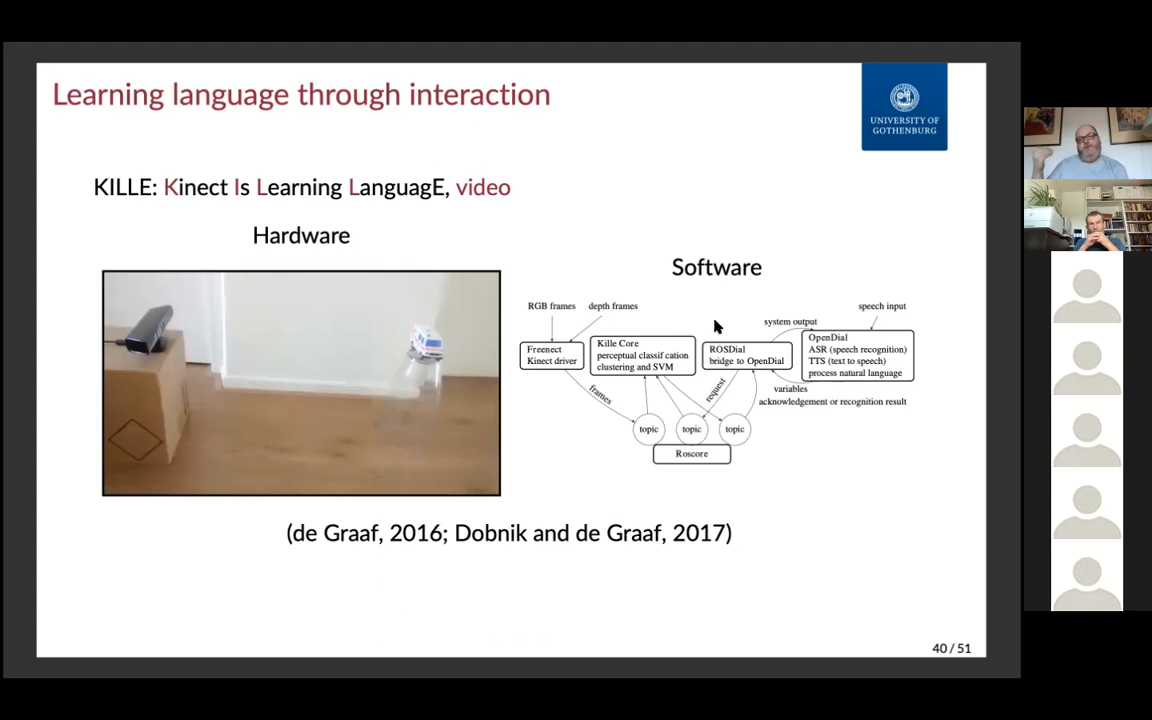 Learning language through interaction
UNIVERSITY OF
GOTHENBURG
KILLE: Kinect Is Learning LanguagE, video
Hardware
Software
RGB frames
depth frames
speech input
system output
Freenect
Kinect driver
Kille Core
perceptual classif cation
clustering and SVM
ROSDial
bridge to OpenDial
OpenDial
ASR (speech recognition)
TTS (text to speech)
process natural language
frames
request
variables
acknowledgement or recognition result
topic
topic
topic
Roscore
(de Graaf, 2016; Dobnik and de Graaf, 2017)
40 / 51